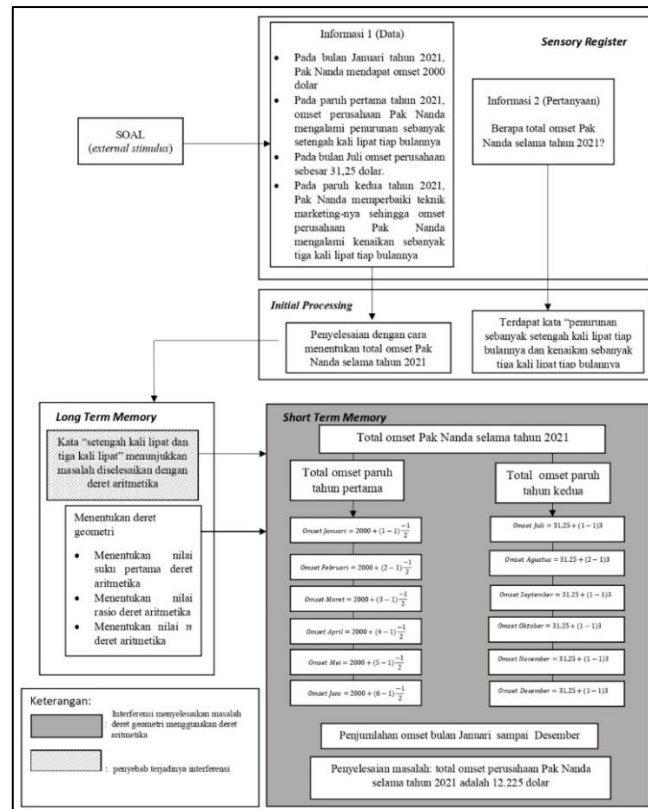 Informasi 1 (Data)
• Pada bulan Januari tahun 2021,
Pak Nanda mendapat omset 2000
dolar
• Pada paruh pertama tahun 2021,
omset perusahaan Pak Nanda
mengalami penurunan sebanyak
setengah kali lipat tiap bulannya
• Pada bulan Juli omset perusahaan
sebesar 31,25 dolar.
• Pada paruh kedua tahun 2021,
Pak Nanda memperbaiki teknik
marketing-nya sehingga omset
perusahaan Pak Nanda
mengalami kenaikan sebanyak
tiga kali lipat tiap bulannya
Sensory Register
Informasi 2 (Pertanyaan)
Berapa total omset Pak
Nanda selama tahun 2021?
SOAL
(external stimulus)
Initial Processing
Penyelesaian dengan cara
menentukan total omset Pak
Nanda selama tahun 2021
Terdapat kata “penurunan
sebanyak setengah kali lipat tiap
bulannya dan kenaikan sebanyak
tiga kali lipat tiap bulannya
Long Term Memory
Kata “setengah kali lipat dan
tiga kali lipat” menunjukkan
masalah diselesaikan dengan
deret aritmetika
Menentukan deret
geometri
• Menentukan nilai
suku pertama deret
aritmetika
• Menentukan nilai
rasio deret aritmetika
• Menentukan nilai n
deret aritmetika
Short Term Memory
Total omset Pak Nanda selama tahun 2021
Total omset paruh
tahun pertama
Omset Januari = 2000 + (1 − 1) −1/2
Omset Februari = 2000 + (2 − 1) −1/2
Omset Maret = 2000 + (3 − 1) −1/2
Omset April = 2000 + (4 − 1) −1/2
Omset Mei = 2000 + (5 − 1) −1/2
Omset Juni = 2000 + (6 − 1) −1/2
Total omset paruh
tahun kedua
Omset Juli = 31,25 + (1 − 1)3
Omset Agustus = 31,25 + (2 − 1)3
Omset September = 31,25 + (1 − 1)3
Omset Oktober = 31,25 + (1 − 1)3
Omset November = 31,25 + (1 − 1)3
Omset Desember = 31,25 + (1 − 1)3
Penjumlahan omset bulan Januari sampai Desember
Penyelesaian masalah: total omset perusahaan Pak Nanda
selama tahun 2021 adalah 12.225 dolar
Keterangan:
Interferensi menyelesaikan masalah
: deret geometri menggunakan deret
aritmetika
: penyebab terjadinya interferensi